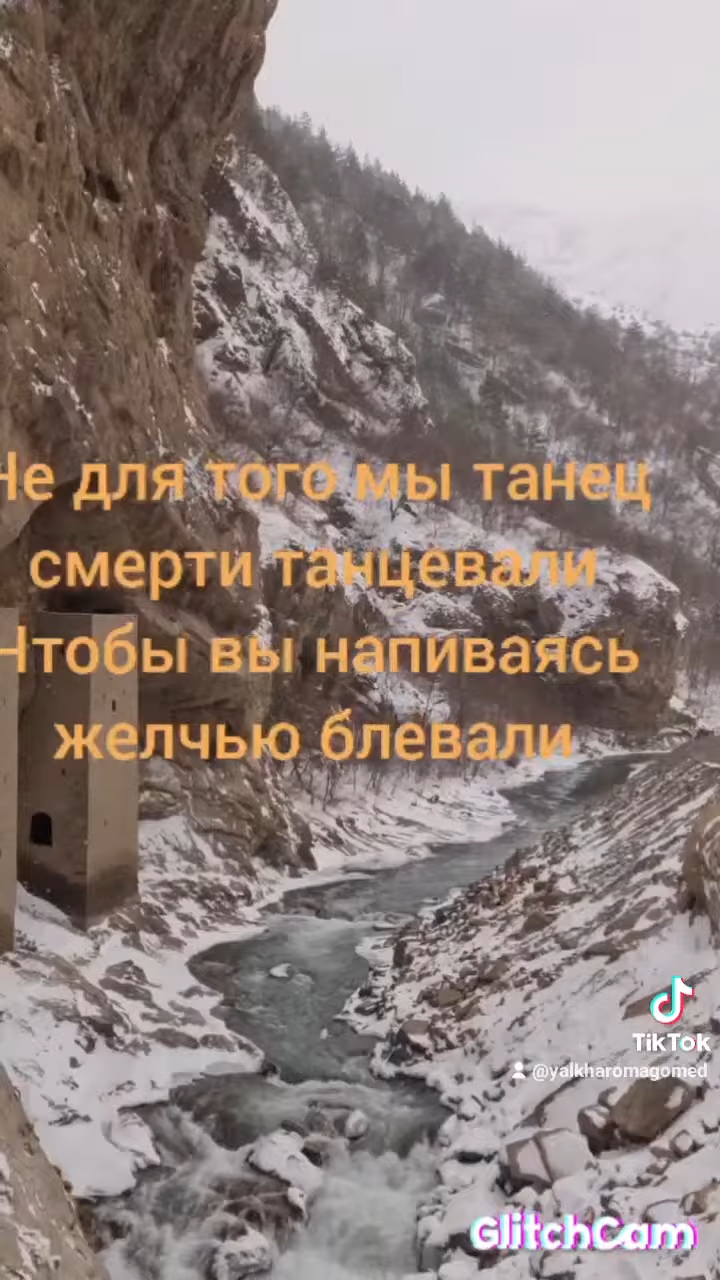 Не для того мы танец
смерти танцевали
Чтобы вы напиваясь
желчью блевали
TikTok
@yalkharomagomed
GlitchCam